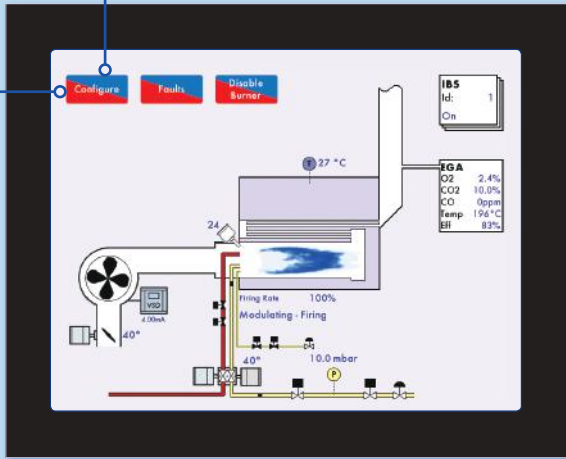 Configure
Faults
Disable
Burner
IBS
Id: 1
On
T
27 °C
EGA
O2 2.4%
CO2 10.0%
CO 0ppm
Temp 196°C
Eff 83%
24
VSD
4.00mA
Firing Rate 100%
Modulating - Firing
40°
40°
10.0 mbar
P